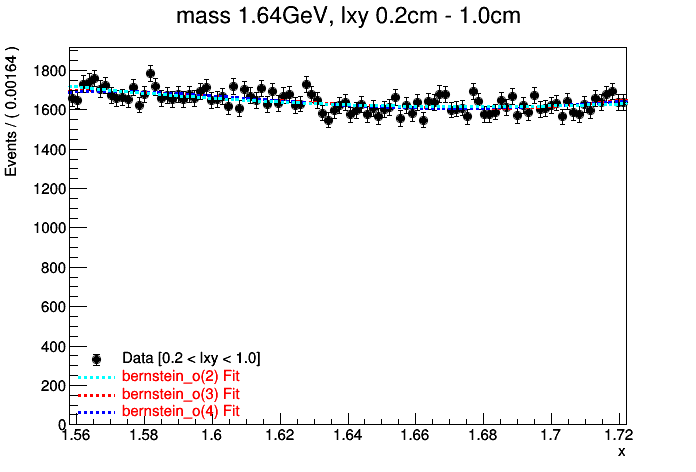 mass 1.64GeV, lxy 0.2cm - 1.0cm
Events / ( 0.00164 )
1800
1600
1400
1200
1000
800
600
400
200
0
Data [0.2 < lxy < 1.0]
bernstein_o(2) Fit
bernstein_o(3) Fit
bernstein_o(4) Fit
1.56 1.58 1.6 1.62 1.64 1.66 1.68 1.7 1.72
x